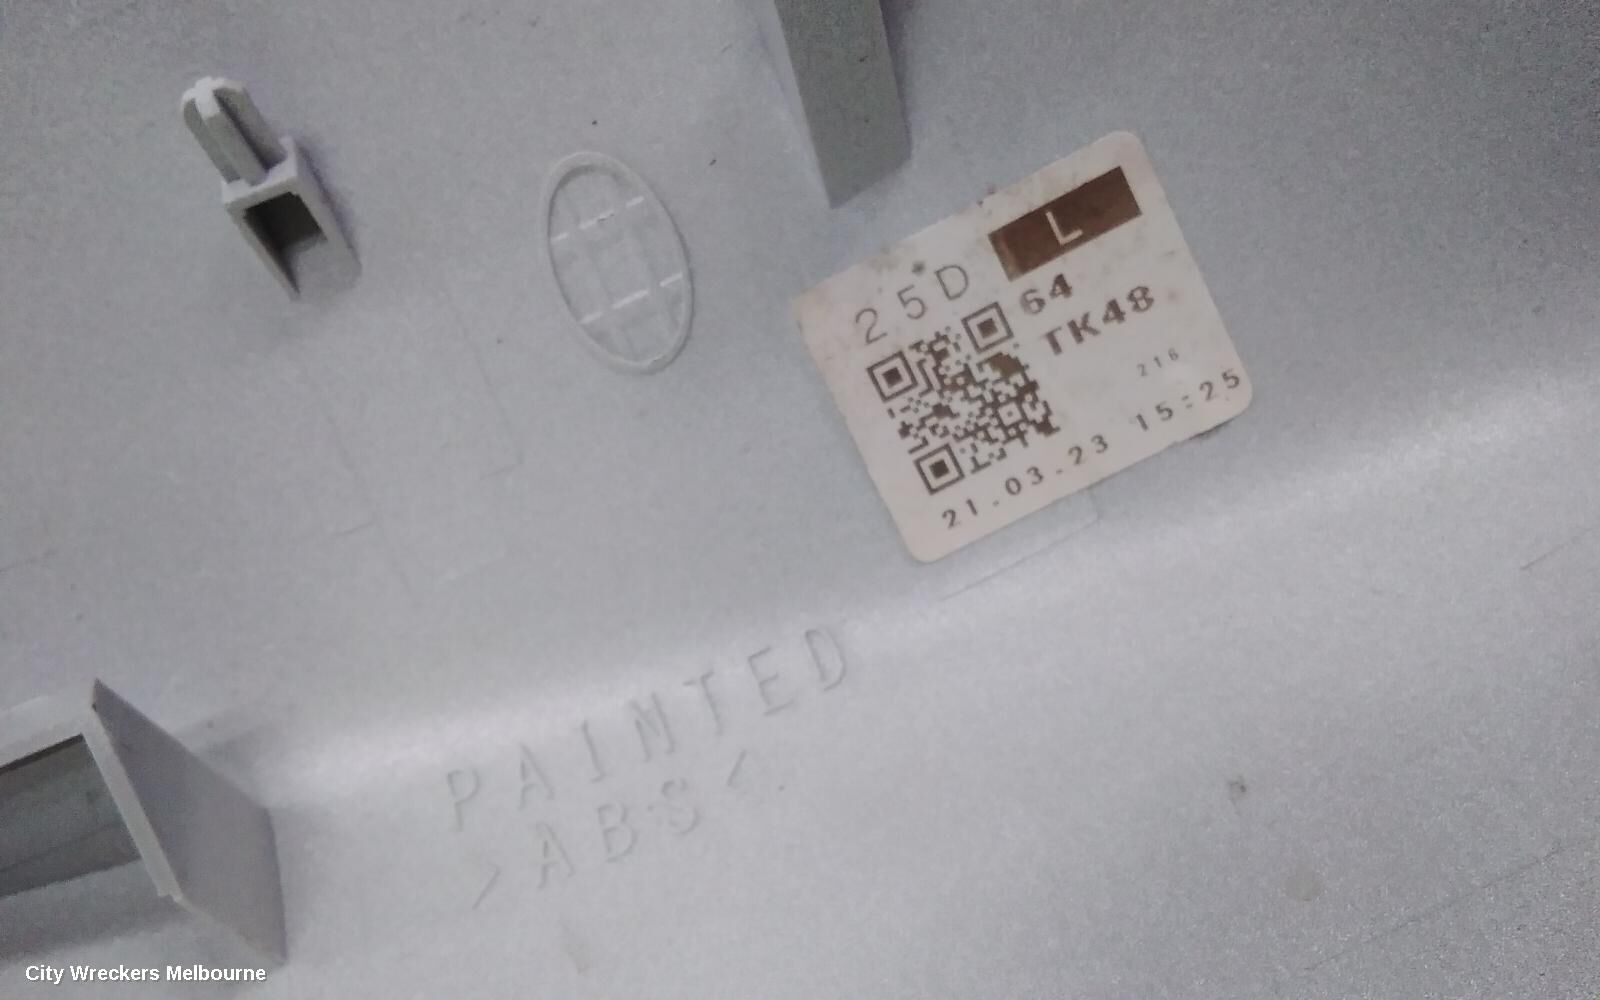 L
25D
64
TK48
216
21.03.23 15:25
PAINTED
>ABS<
City Wreckers Melbourne